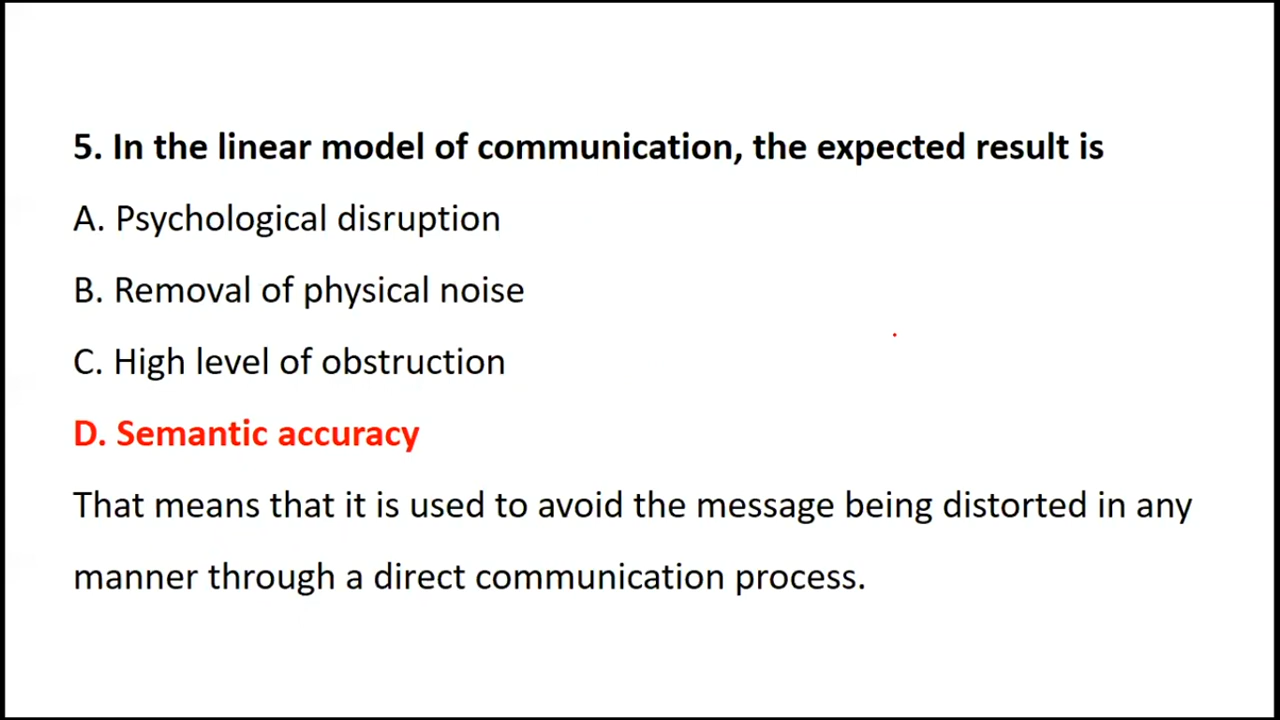 5. In the linear model of communication, the expected result is
A. Psychological disruption
B. Removal of physical noise
C. High level of obstruction
D. Semantic accuracy
That means that it is used to avoid the message being distorted in any
manner through a direct communication process.